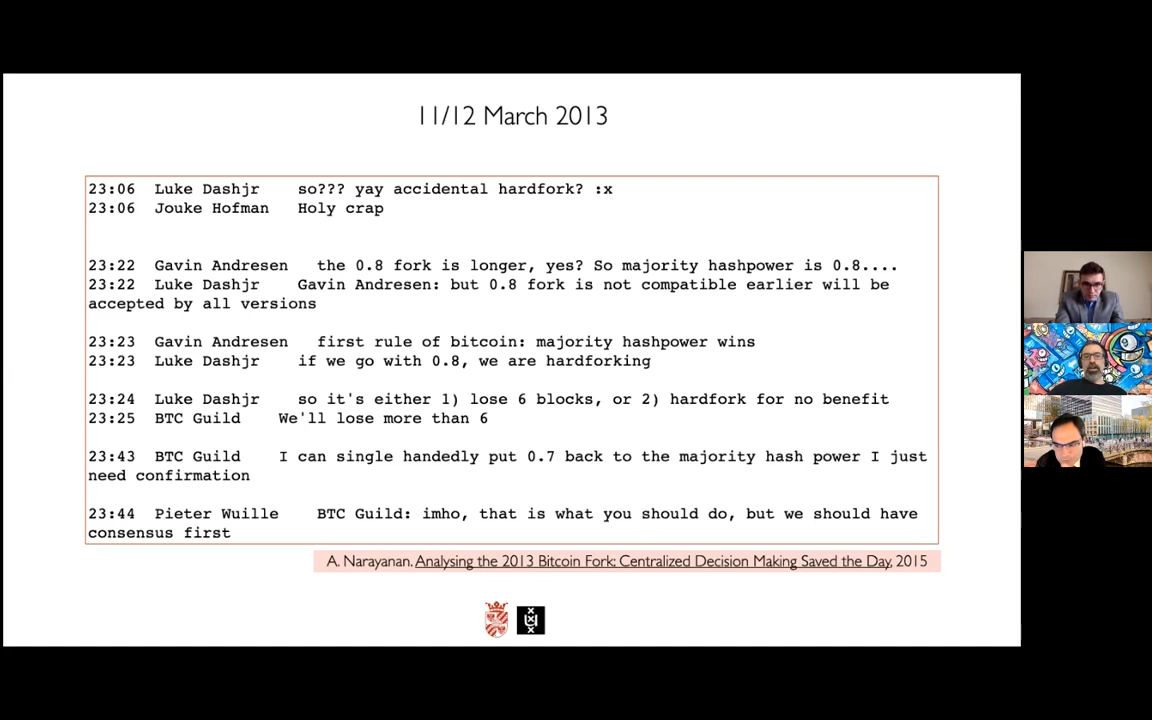 11/12 March 2013
23:06 Luke Dashjr so??? yay accidental hardfork? :x
23:06 Jouke Hofman Holy crap
23:22 Gavin Andresen the 0.8 fork is longer, yes? So majority hashpower is 0.8....
23:22 Luke Dashjr Gavin Andresen: but 0.8 fork is not compatible earlier will be
accepted by all versions
23:23 Gavin Andresen first rule of bitcoin: majority hashpower wins
23:23 Luke Dashjr if we go with 0.8, we are hardforking
23:24 Luke Dashjr so it's either 1) lose 6 blocks, or 2) hardfork for no benefit
23:25 BTC Guild We'll lose more than 6
23:43 BTC Guild I can single handedly put 0.7 back to the majority hash power I just
need confirmation
23:44 Pieter Wuille BTC Guild: imho, that is what you should do, but we should have
consensus first
A. Narayanan. Analysing the 2013 Bitcoin Fork: Centralized Decision Making Saved the Day, 2015